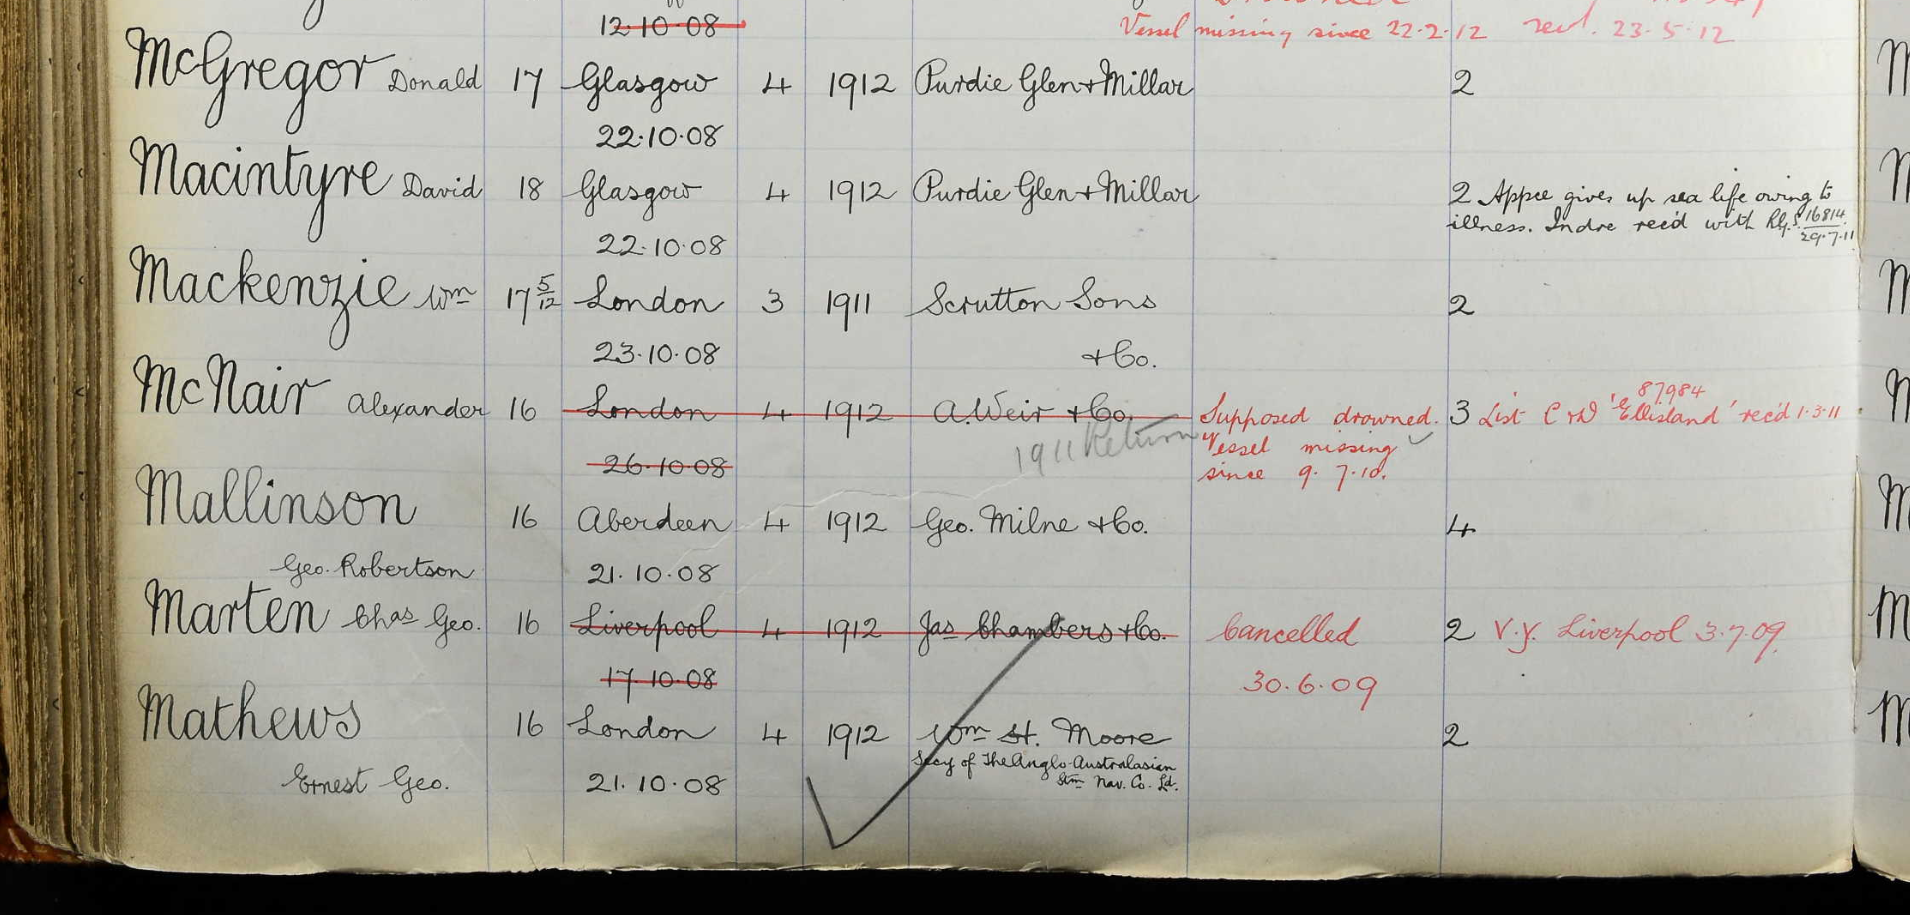 12·10·08
Vessel missing since 22·2·12 recd. 23·5·12
McGregor Donald 17 Glasgow 4 1912 Purdie Glen + Millar 2
22·10·08
Macintyre David 18 Glasgow 4 1912 Purdie Glen + Millar 2 Appce gives up sea life owing to
illness. Indre rec'd with Rg.S. 16814
29·7·11
22·10·08
Mackenzie Wm 17 5/12 London 3 1911 Scrutton Sons 2
23·10·08 + Co.
McNair Alexander 16 London 4 1912 A. Weir + Co. Supposed drowned. 3 List C & D 'Ellisland' rec'd 1·3·11
87984
1911 Return Vessel missing
26·10·08 since 9. 7.10.
Mallinson 16 Aberdeen 4 1912 Geo. Milne + Co. 4
Geo. Robertson 21. 10.08
Marten Chas Geo. 16 Liverpool 4 1912 Jas Chambers + Co. Cancelled 2 V.Y. Liverpool 3.7.09.
17·10·08 30.6.09
Mathews 16 London 4 1912 Wm St. Moore 2
Secy of The Anglo-Australasian
Ernest Geo. 21.10.08 Stm Nav. Co. Ld.
M
M
M
M
M
M
M